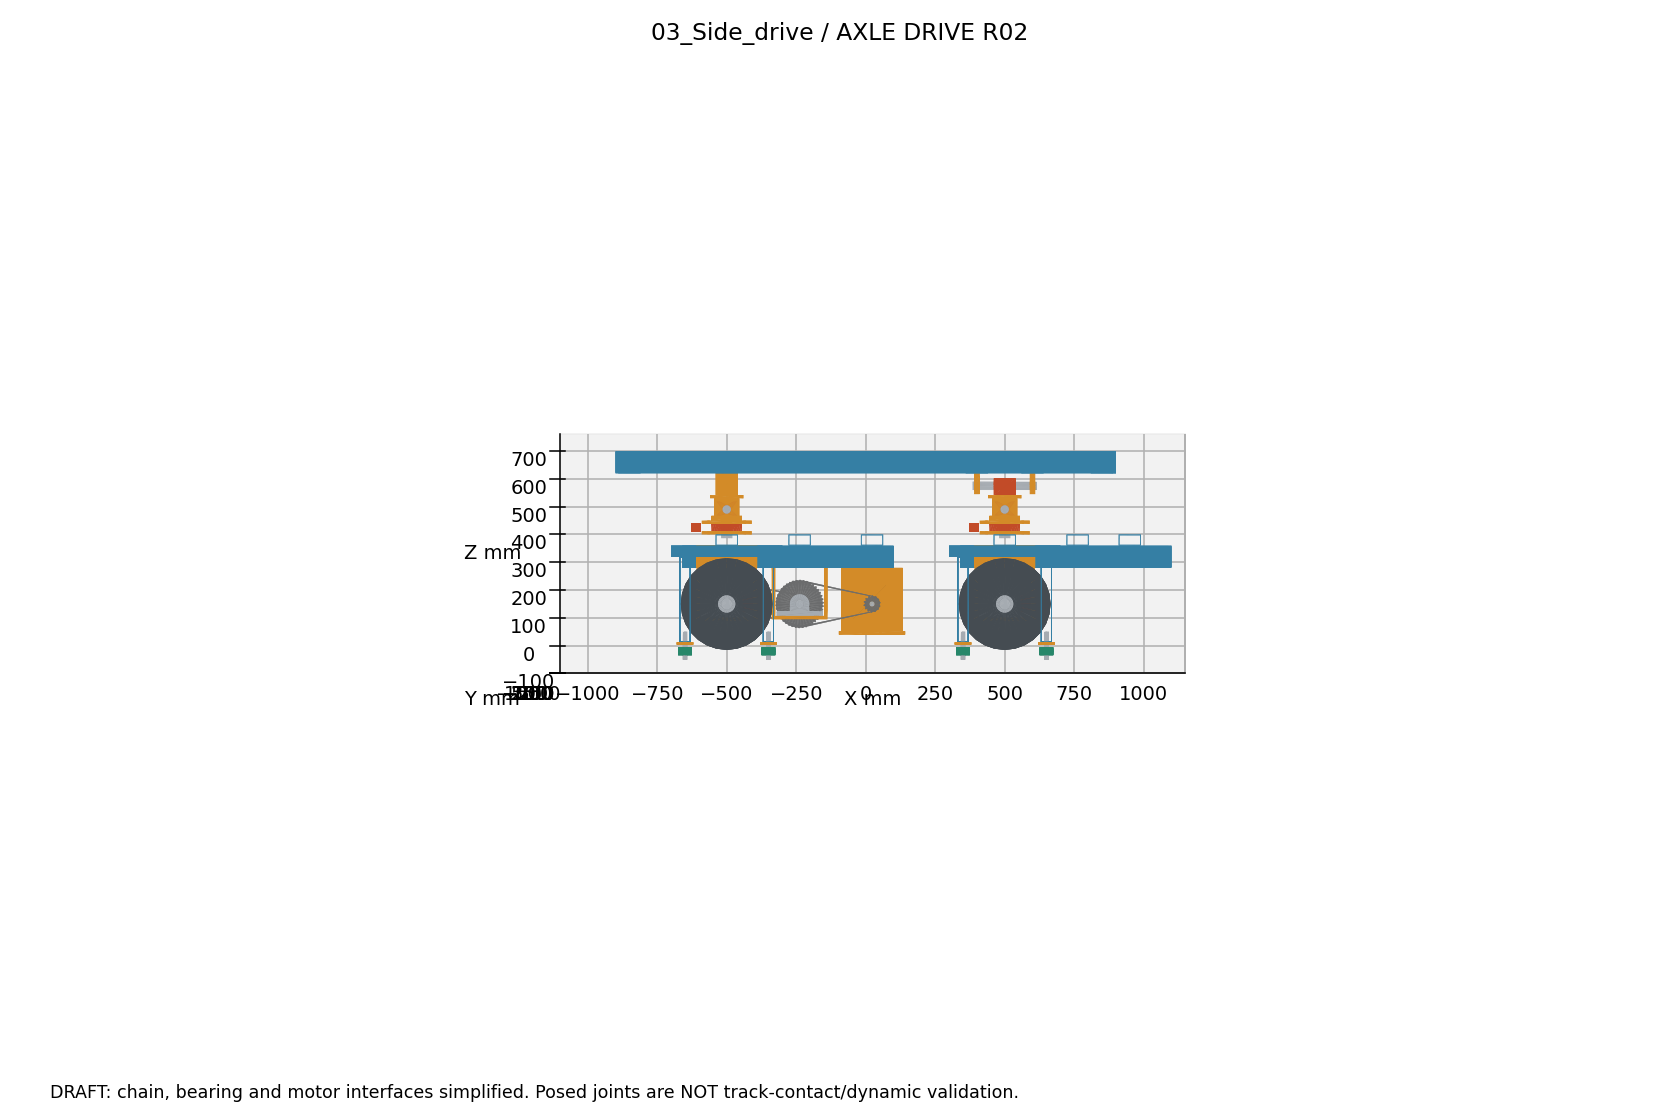 03_Side_drive / AXLE DRIVE R02
700
600
500
400
Z mm
300
200
100
0
−100
−1000 −750 −500 −250 0 250 500 750 1000
Y mm X mm
DRAFT: chain, bearing and motor interfaces simplified. Posed joints are NOT track-contact/dynamic validation.